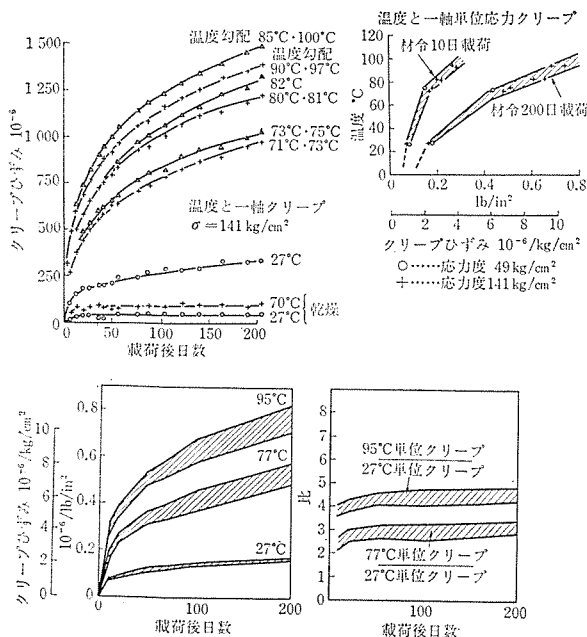 温度勾配 85°C・100°C
温度勾配
90°C・97°C
82°C
80°C・81°C
73°C・75°C
71°C・73°C
温度と一軸クリープ
σ=141kg/cm²
27°C
70°C
27°C
乾燥
1 500
1 250
1 000
750
500
250
0
0 50 100 150 200
クリープひずみ 10⁻⁶
載荷後日数
温度と一軸単位応力クリープ
材令10日載荷
材令200日載荷
120
100
80
60
40
20
0
温度 °C
0 0.2 0.4 0.6 0.8
lb/in²
0 2 4 6 8 10
クリープひずみ 10⁻⁶/kg/cm²
○……応力度 49kg/cm²
+……応力度141kg/cm²
クリープひずみ 10⁻⁶/kg/cm²
10
8
6
4
2
0
10⁻⁶/lb/in²
0.8
0.6
0.4
0.2
0
95°C
77°C
27°C
0 100 200
載荷後日数
比
8
7
6
5
4
3
2
1
0
95°C単位クリープ
27°C単位クリープ
77°C単位クリープ
27°C単位クリープ
100 200
載荷後日数